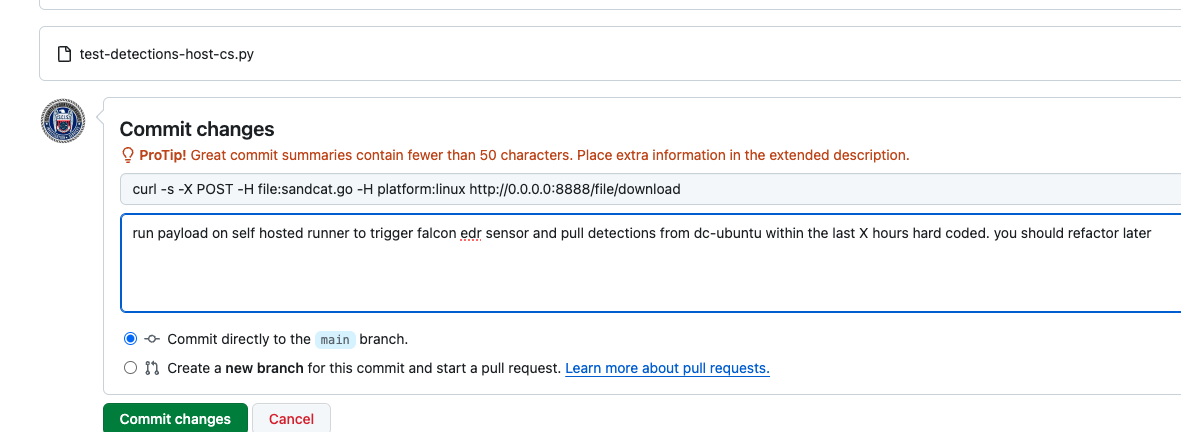 test-detections-host-cs.py
Commit changes
ProTip! Great commit summaries contain fewer than 50 characters. Place extra information in the extended description.
curl -s -X POST -H file:sandcat.go -H platform:linux http://0.0.0.0:8888/file/download
run payload on self hosted runner to trigger falcon edr sensor and pull detections from dc-ubuntu within the last X hours hard coded. you should refactor later
Commit directly to the main branch.
Create a new branch for this commit and start a pull request. Learn more about pull requests.
Commit changes Cancel